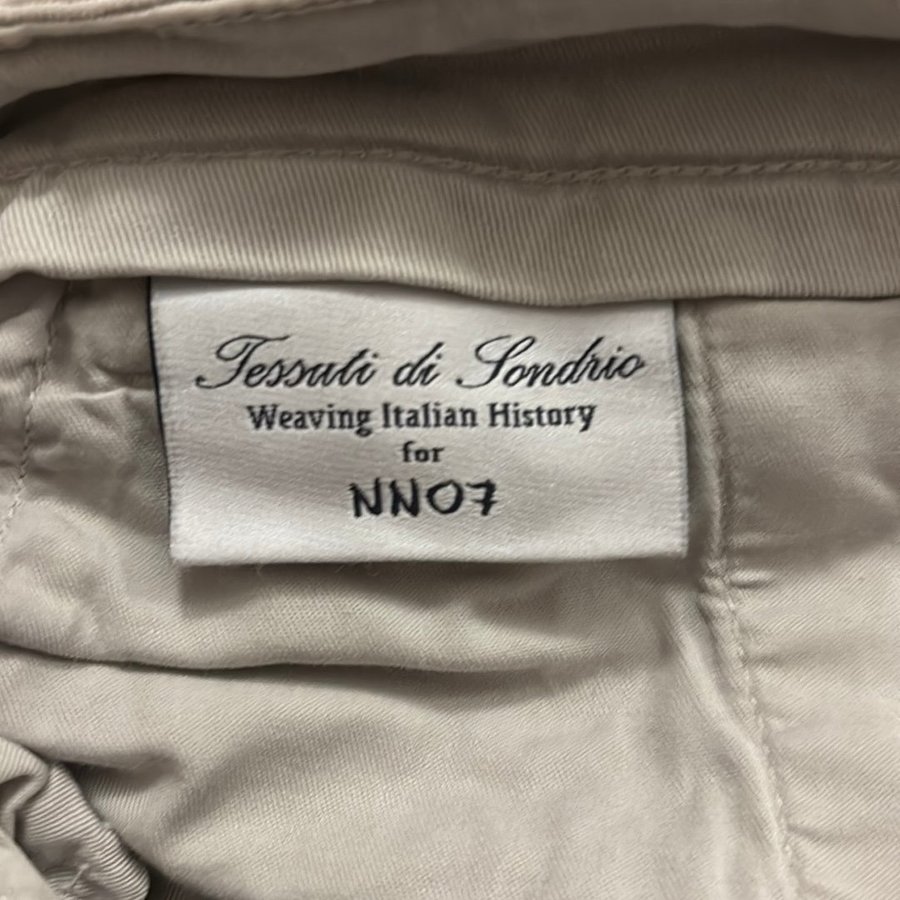 Tessuti di Sondrio
Weaving Italian History
for
NN07